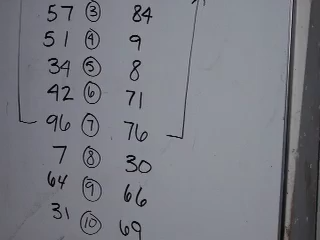 57 ③ 84
51 ④ 9
34 ⑤ 8
42 ⑥ 71
96 ⑦ 76
7 ⑧ 30
64 ⑨ 66
31 ⑩ 69